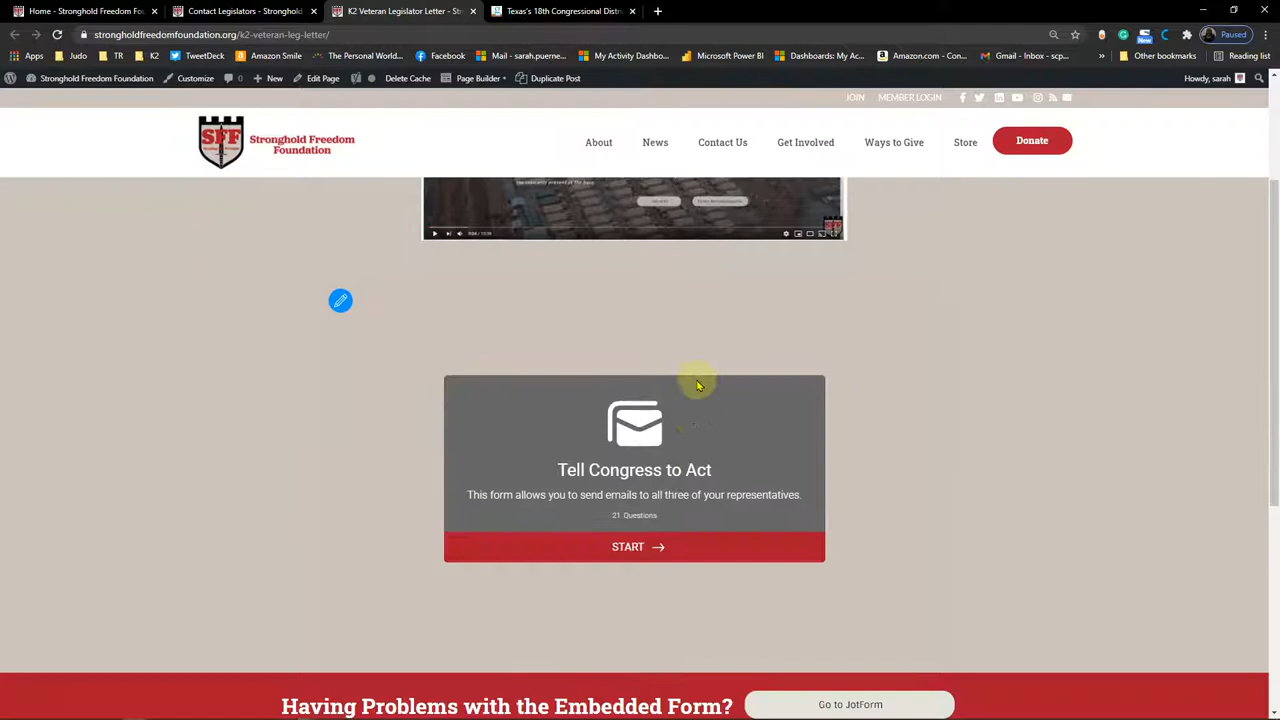 Home - Stronghold Freedom Fou
Contact Legislators - Stronghold
K2 Veteran Legislator Letter - Str
Texas's 18th Congressional Distri
strongholdfreedomfoundation.org/k2-veteran-leg-letter/
Paused
Apps
Judo
TR
K2
TweetDeck
Amazon Smile
The Personal World...
Facebook
Mail - sarah.puerne...
My Activity Dashbo...
Microsoft Power BI
Dashboards: My Ac...
Amazon.com - Con...
Gmail - Inbox - scp...
Other bookmarks
Reading list
New
Stronghold Freedom Foundation
Customize
0
New
Edit Page
Delete Cache
Page Builder
Duplicate Post
Howdy, sarah
JOIN
MEMBER LOGIN
SFF
Stronghold Freedom
Foundation
About
News
Contact Us
Get Involved
Ways to Give
Store
Donate
Tell Congress to Act
This form allows you to send emails to all three of your representatives.
21 Questions
START
Having Problems with the Embedded Form?
Go to JotForm